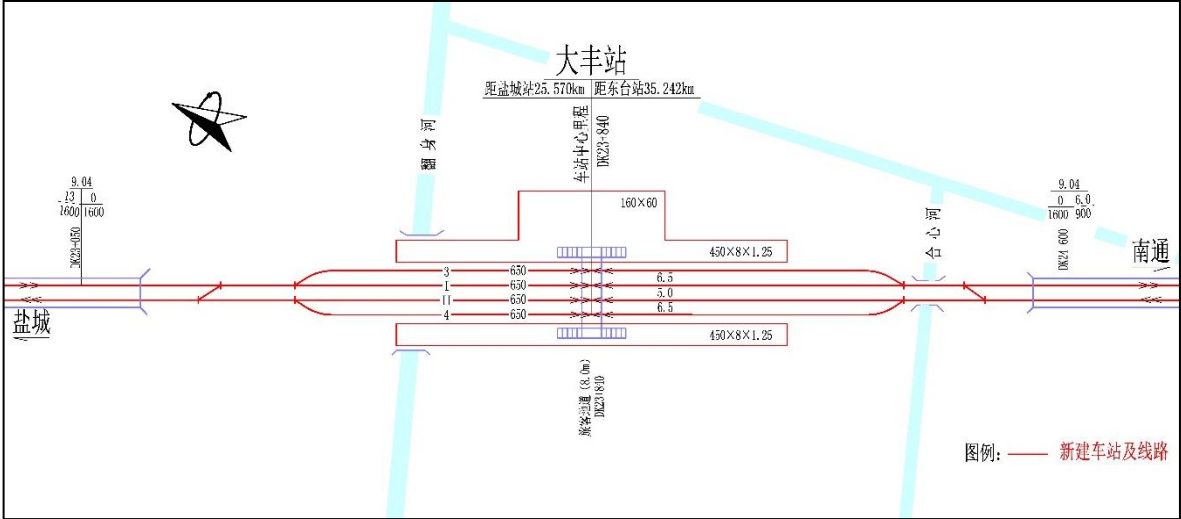 大丰站
距盐城站25.570km 距东台站35.242km
车站中心里程
DK23+840
翻身河
合心河
160×60
450×8×1.25
9.04
13 0
1600 1600
DK23+050
9.04
0 6.0
1600 900
DK24 600
南通
盐城
3 650 6.5
I 650 5.0
II 650 6.5
4 650
450×8×1.25
旅客地道(8.0m)
DK23+840
图例: 新建车站及线路